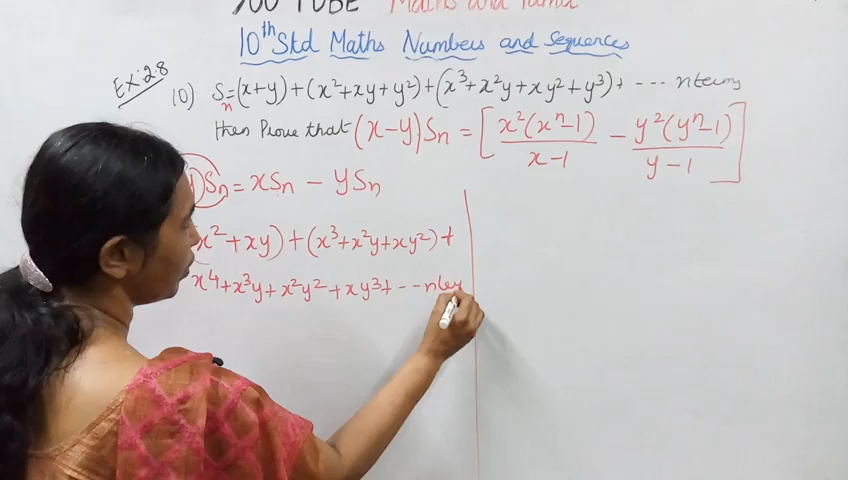 YOU TUBE Maths and Tamil
10th Std Maths Numbers and Sequences
Ex:2.8
10) Sn=(x+y)+(x²+xy+y²)+(x³+x²y+xy²+y³)+ --- nterms
then Prove that (x-y)Sn = [x²(xⁿ-1)/x-1 - y²(yⁿ-1)/y-1]
)Sn = xSn - ySn
x²+xy)+(x³+x²y+xy²)+
x⁴+x³y+x²y²+xy³+ --nter